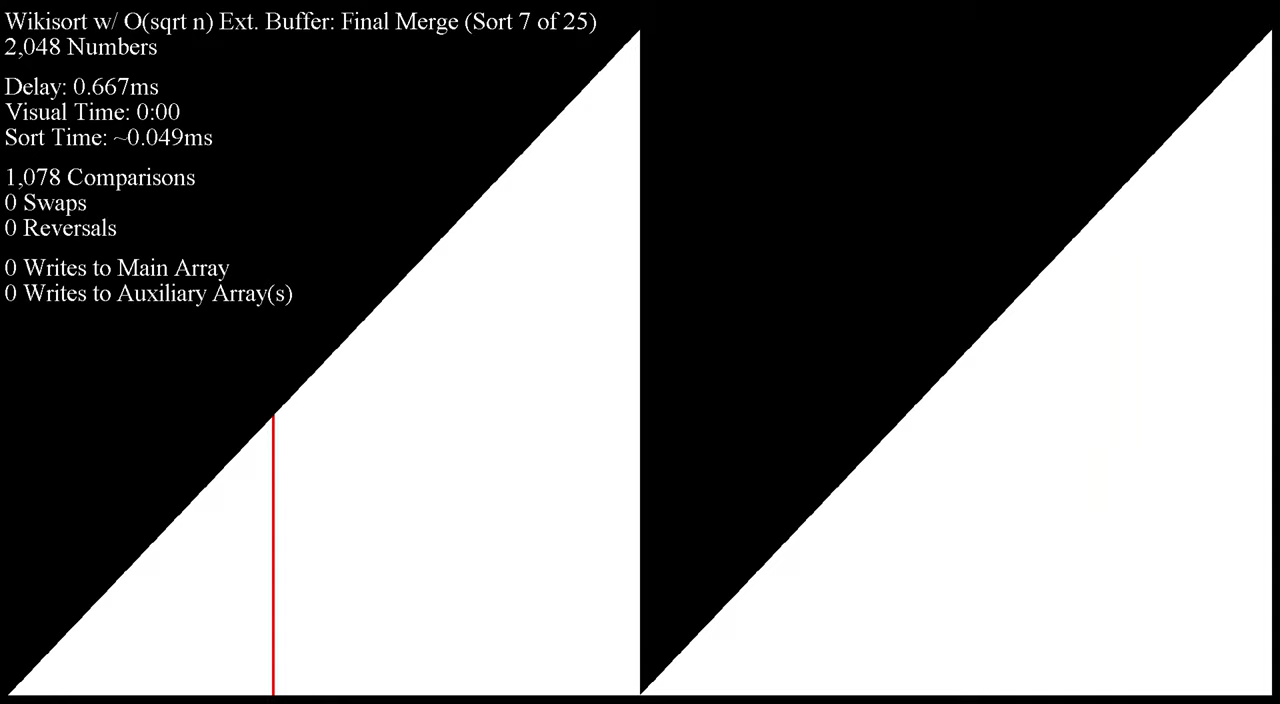 Wikisort w/ O(sqrt n) Ext. Buffer: Final Merge (Sort 7 of 25)
2,048 Numbers
Delay: 0.667ms
Visual Time: 0:00
Sort Time: ~0.049ms
1,078 Comparisons
0 Swaps
0 Reversals
0 Writes to Main Array
0 Writes to Auxiliary Array(s)